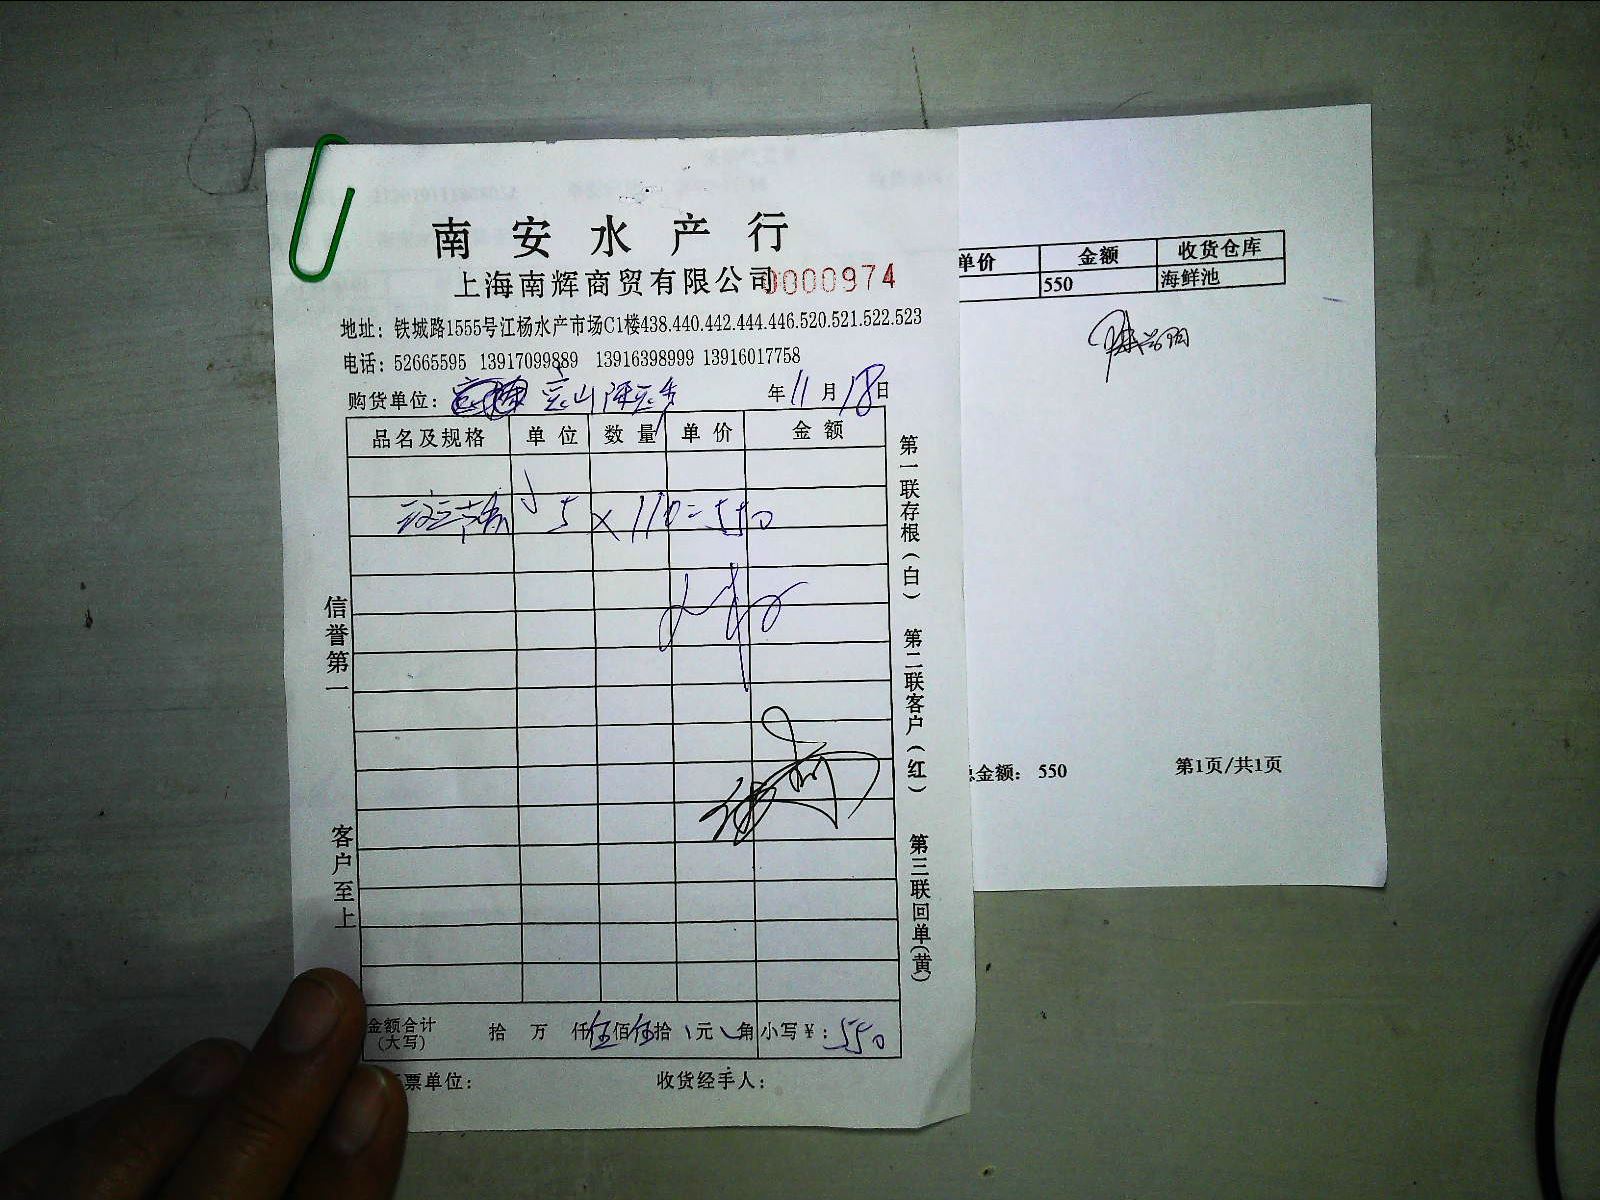 南安水产行
上海南辉商贸有限公司 0000974
地址：铁城路1555号江杨水产市场C1楼438.440.442.444.446.520.521.522.523
电话：52665595 13917099889 13916398999 13916017758
购货单位： 宝山 年11月18日
品名及规格 单位 数量 单价 金额
5×110=550
金额合计 拾 万 仟伍佰伍拾 元 角 小写￥：550
(大写)
票单位： 收货经手人：
信誉第一
客户至上
第一联存根(白)
第二联客户(红)
第三联回单(黄)
单价 金额 收货仓库
550 海鲜池
总金额： 550 第1页/共1页